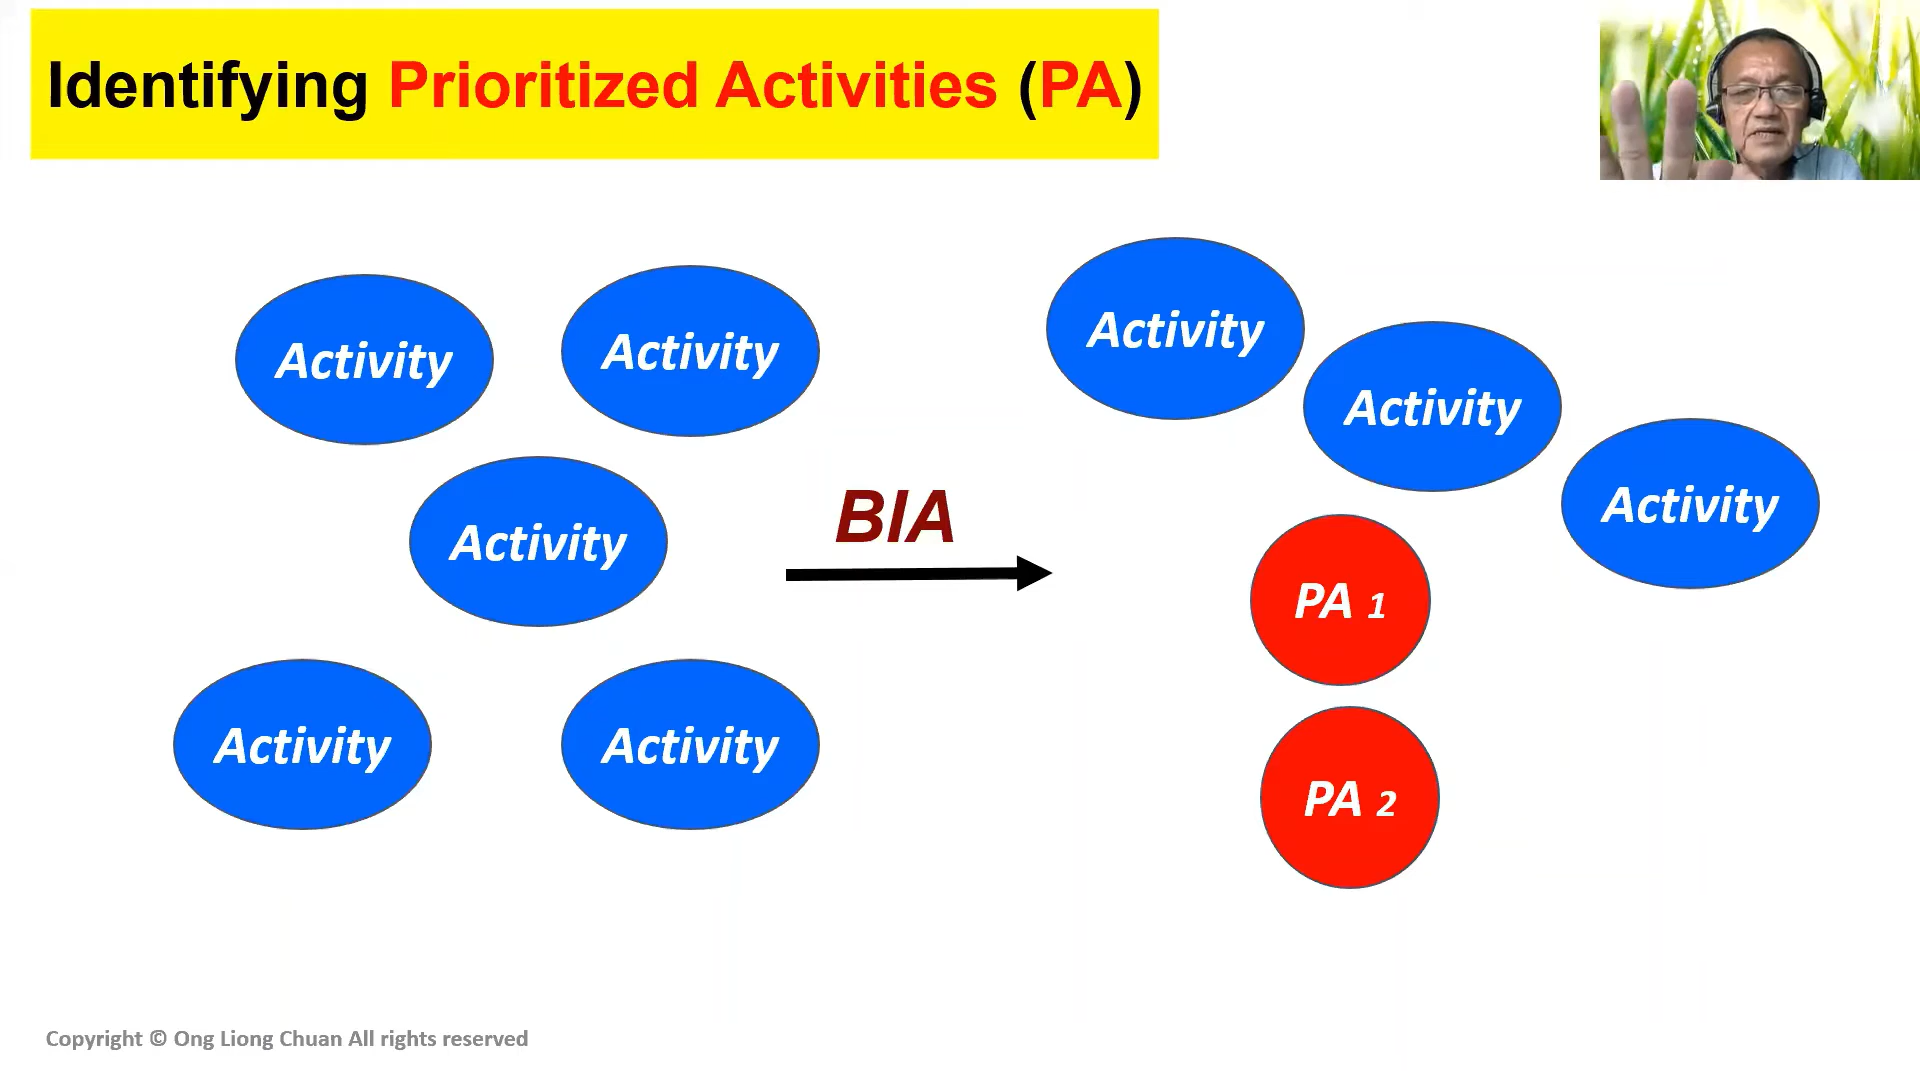 Identifying Prioritized Activities (PA)
Activity
Activity
Activity
Activity
Activity
BIA
Activity
Activity
Activity
PA 1
PA 2
Copyright © Ong Liong Chuan All rights reserved